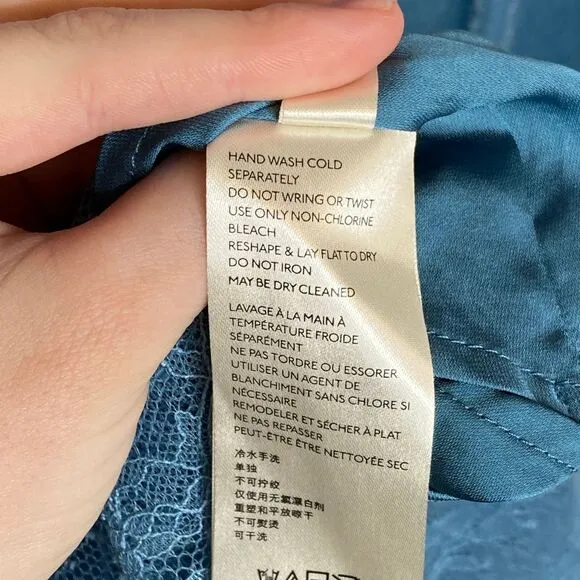 HAND WASH COLD
SEPARATELY
DO NOT WRING OR TWIST
USE ONLY NON-CHLORINE
BLEACH
RESHAPE & LAY FLAT TO DRY
DO NOT IRON
MAY BE DRY CLEANED
LAVAGE À LA MAIN À
TEMPÉRATURE FROIDE
SÉPARÉMENT
NE PAS TORDRE OU ESSORER
UTILISER UN AGENT DE
BLANCHIMENT SANS CHLORE SI
NÉCESSAIRE
REMODELER ET SÉCHER À PLAT
NE PAS REPASSER
PEUT-ÊTRE ÊTRE NETTOYÉE SEC
冷水手洗
单独
不可拧绞
仅使用无氯漂白剂
重塑和平放晾干
不可熨烫
可干洗